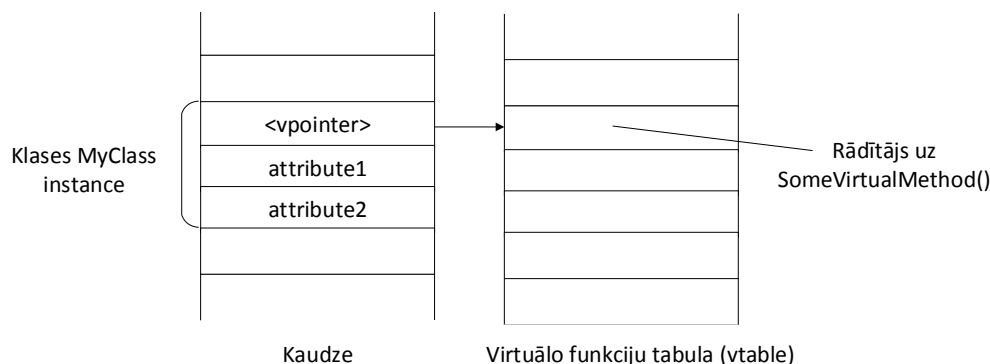 <vpointer>
Klases MyClass
instance
attribute1
attribute2
Rādītājs uz
SomeVirtualMethod()
Kaudze
Virtuālo funkciju tabula (vtable)